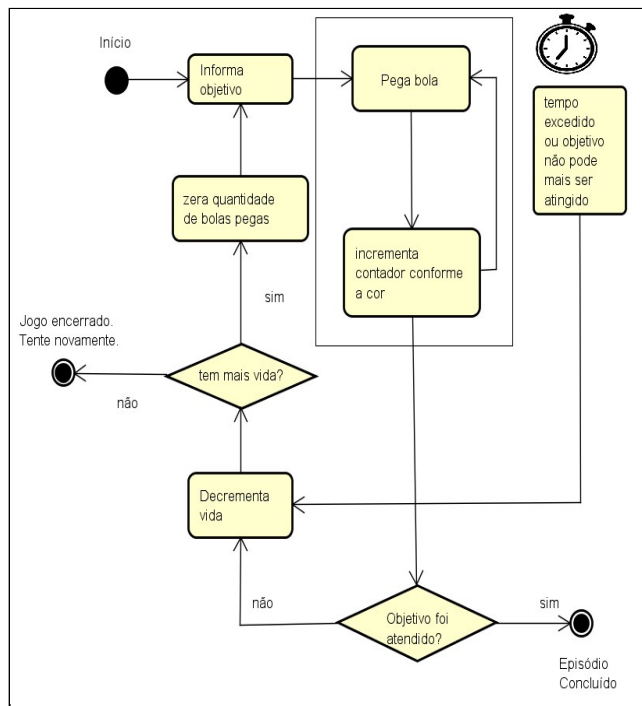 Início
Informa
objetivo
Pega bola
tempo
excedido
ou objetivo
não pode
mais ser
atingido
zera quantidade
de bolas pegas
incrementa
contador conforme
a cor
sim
Jogo encerrado.
Tente novamente.
tem mais vida?
não
Decrementa
vida
não
Objetivo foi
atendido?
sim
Episódio
Concluído